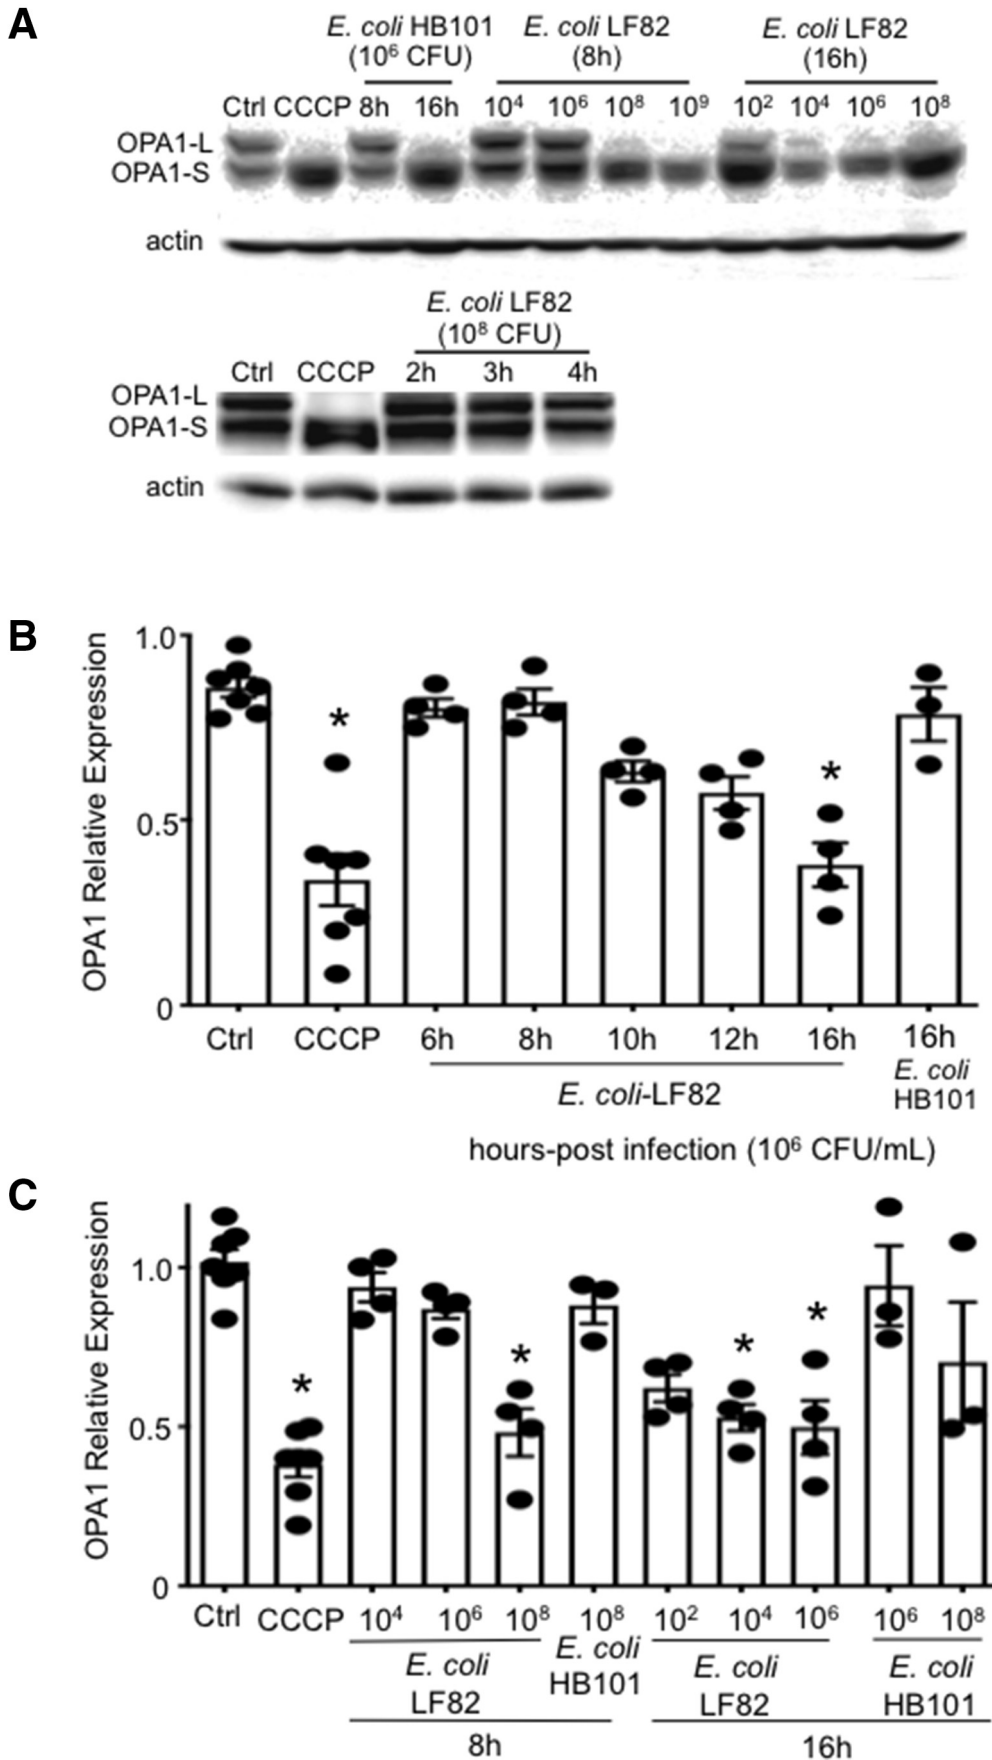 A
E. coli HB101 E. coli LF82 E. coli LF82
(10⁶ CFU) (8h) (16h)
Ctrl CCCP 8h 16h 10⁴ 10⁶ 10⁸ 10⁹ 10² 10⁴ 10⁶ 10⁸
OPA1-L
OPA1-S
actin
E. coli LF82
(10⁸ CFU)
Ctrl CCCP 2h 3h 4h
OPA1-L
OPA1-S
actin
B
OPA1 Relative Expression
1.0
0.5
0
* *
Ctrl CCCP 6h 8h 10h 12h 16h 16h
E. coli-LF82
E. coli
HB101
hours-post infection (10⁶ CFU/mL)
C
OPA1 Relative Expression
1.0
0.5
0
* * * *
Ctrl CCCP 10⁴ 10⁶ 10⁸ 10⁸ 10² 10⁴ 10⁶ 10⁶ 10⁸
E. coli
LF82
E. coli
HB101
E. coli
LF82
E. coli
HB101
8h 16h